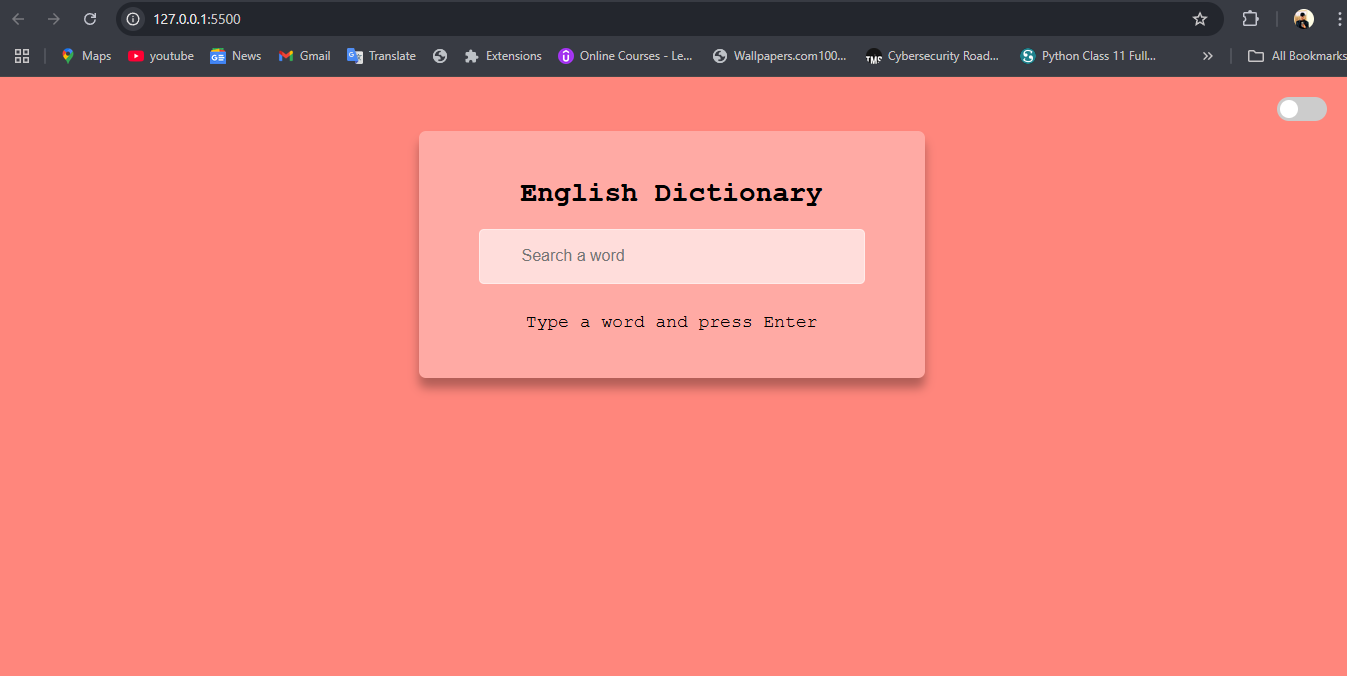 127.0.0.1:5500
Maps youtube News Gmail Translate Extensions Online Courses - Le... Wallpapers.com100... Cybersecurity Road... Python Class 11 Full... » All Bookmarks
English Dictionary
Search a word
Type a word and press Enter